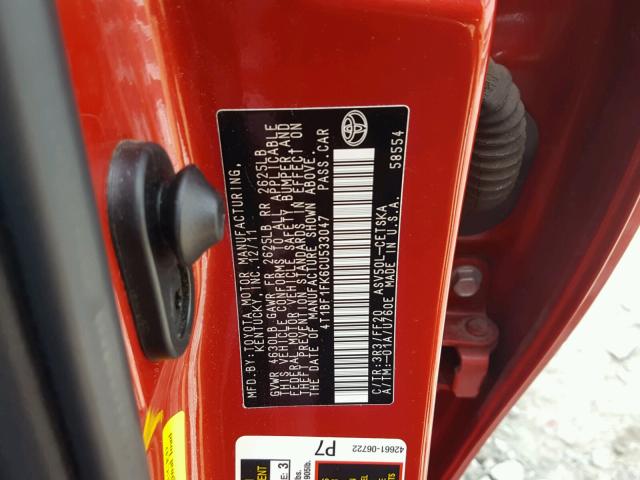 MFD.BY:TOYOTA MOTOR MANUFACTURING,
KENTUCKY, INC. 12/11
GVWR 4630LB GAWR FR 2625LB RR 2625LB
THIS VEHICLE CONFORMS TO ALL APPLICABLE
FEDERAL MOTOR VEHICLE SAFETY, BUMPER AND
THEFT PREVENTION STANDARDS IN EFFECT ON
THE DATE OF MANUFACTURE SHOWN ABOVE.
4T1BF1FK6CU533047 PASS.CAR
C/TR:3R3/FF20 ASV50L-CETSKA
A/TM:-01A/U760E MADE IN U.S.A.
58554
P7
42661-06722